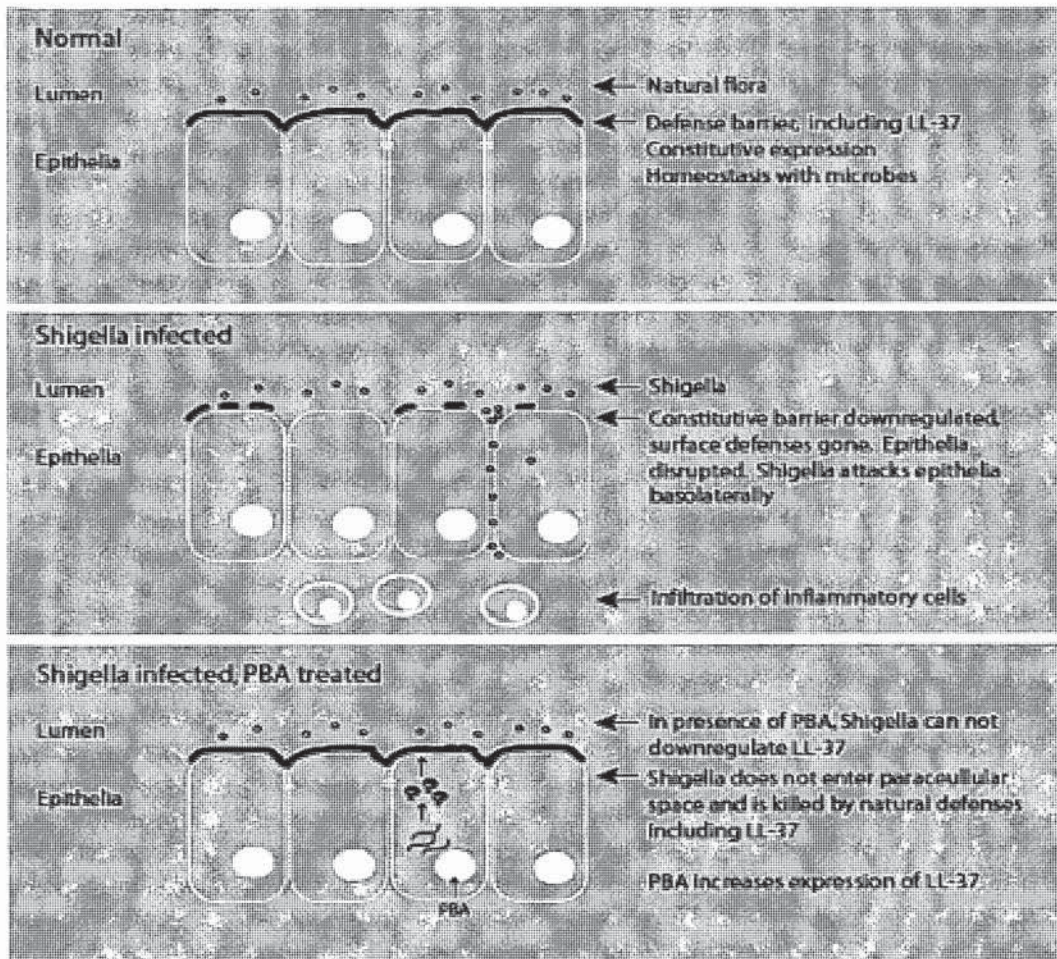 Normal
Lumen
Natural flora
Defense barrier, including LL-37
Constitutive expression
Homeostasis with microbes
Epithelia
Shigella infected
Lumen
Shigella
Constitutive barrier downregulated,
surface defenses gone. Epithelia
disrupted. Shigella attacks epithelia
basolaterally
Epithelia
Infiltration of inflammatory cells
Shigella infected, PBA treated
Lumen
In presence of PBA, Shigella can not
downregulate LL-37
Epithelia
Shigella does not enter paraceullular
space and is killed by natural defenses
including LL-37
PBA increases expression of LL-37
PBA